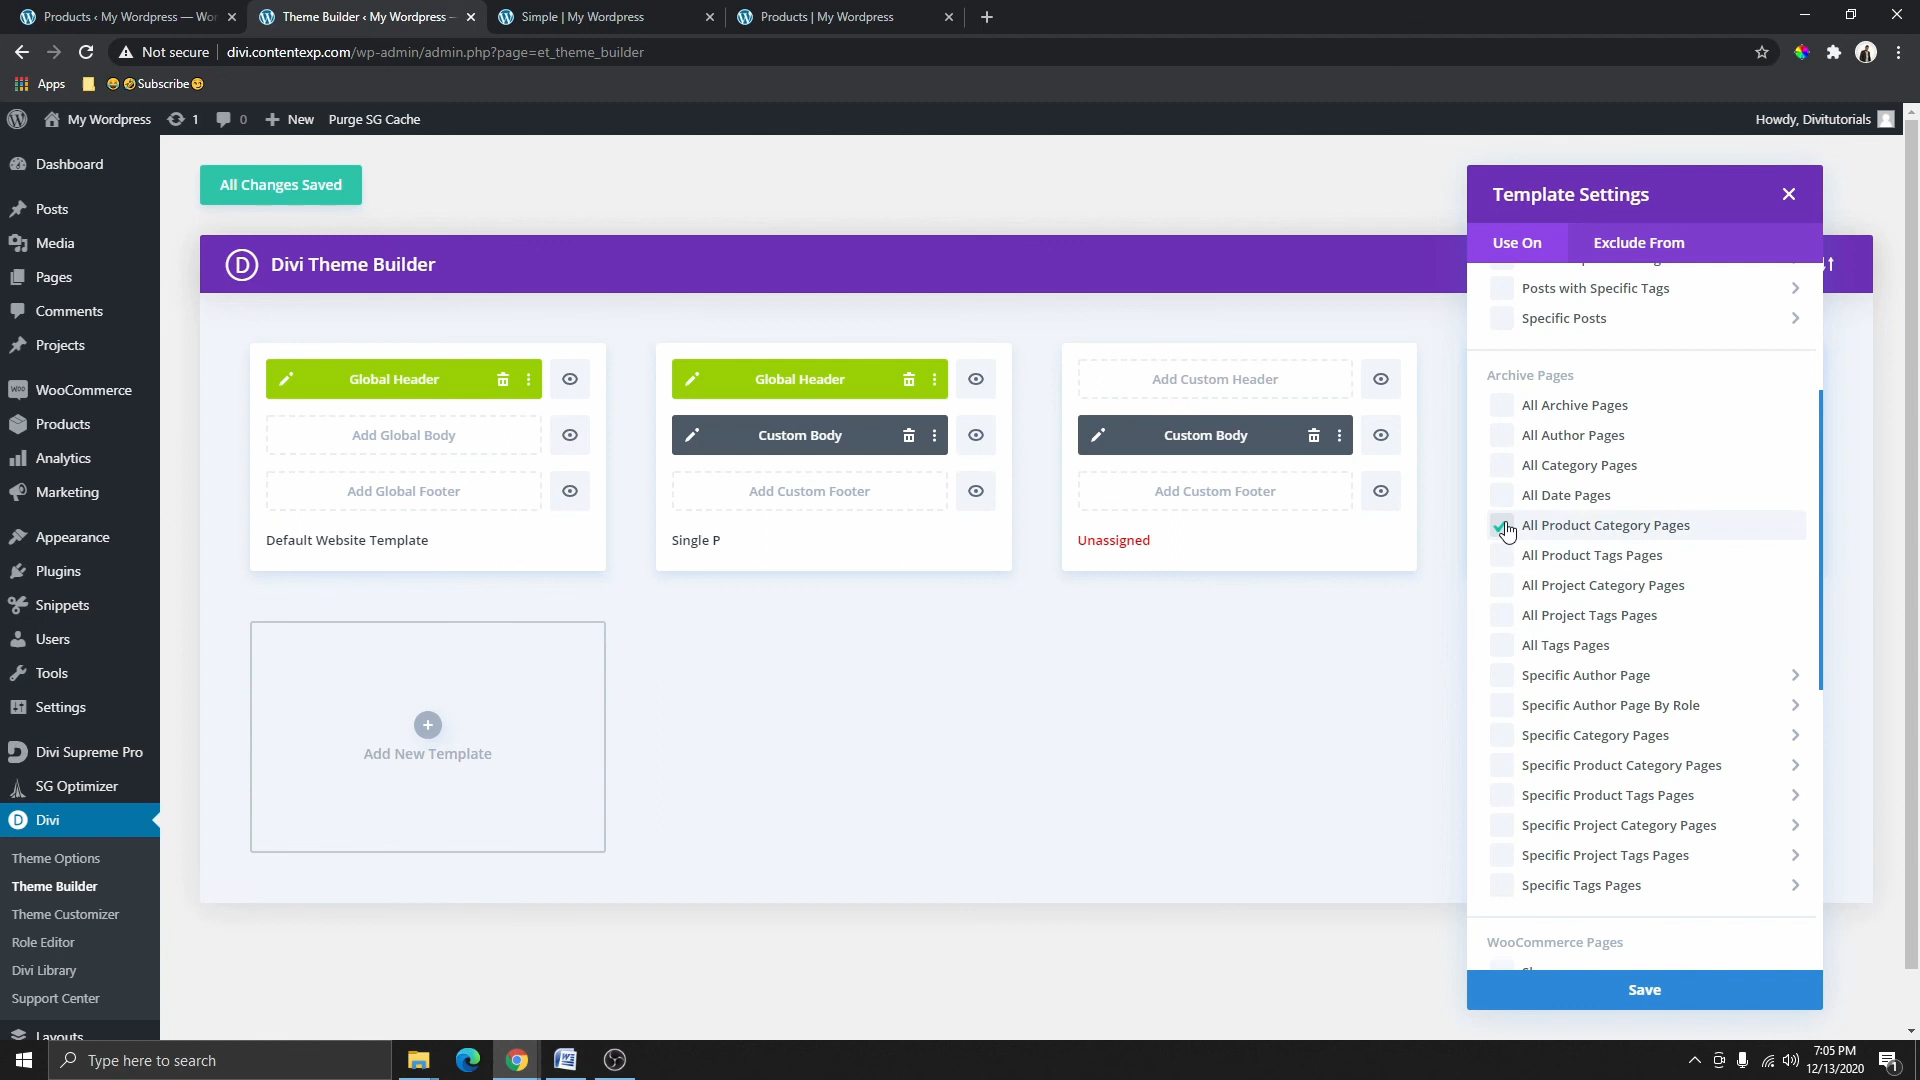 Products ‹ My Wordpress — Wor
Theme Builder ‹ My Wordpress —
Simple | My Wordpress
Products | My Wordpress
Not secure
divi.contentexp.com/wp-admin/admin.php?page=et_theme_builder
Apps
Subscribe
My Wordpress
1
0
New
Purge SG Cache
Howdy, Divitutorials
Dashboard
Posts
Media
Pages
Comments
Projects
WooCommerce
Products
Analytics
Marketing
Appearance
Plugins
Snippets
Users
Tools
Settings
Divi Supreme Pro
SG Optimizer
Divi
Theme Options
Theme Builder
Theme Customizer
Role Editor
Divi Library
Support Center
Layouts
All Changes Saved
D Divi Theme Builder
Global Header
Add Global Body
Add Global Footer
Default Website Template
Global Header
Custom Body
Add Custom Footer
Single P
Add Custom Header
Custom Body
Add Custom Footer
Unassigned
Add New Template
Template Settings
Use On
Exclude From
Posts with Specific Tags
Specific Posts
Archive Pages
All Archive Pages
All Author Pages
All Category Pages
All Date Pages
All Product Category Pages
All Product Tags Pages
All Project Category Pages
All Project Tags Pages
All Tags Pages
Specific Author Page
Specific Author Page By Role
Specific Category Pages
Specific Product Category Pages
Specific Product Tags Pages
Specific Project Category Pages
Specific Project Tags Pages
Specific Tags Pages
WooCommerce Pages
Save
Type here to search
7:05 PM
12/13/2020
1